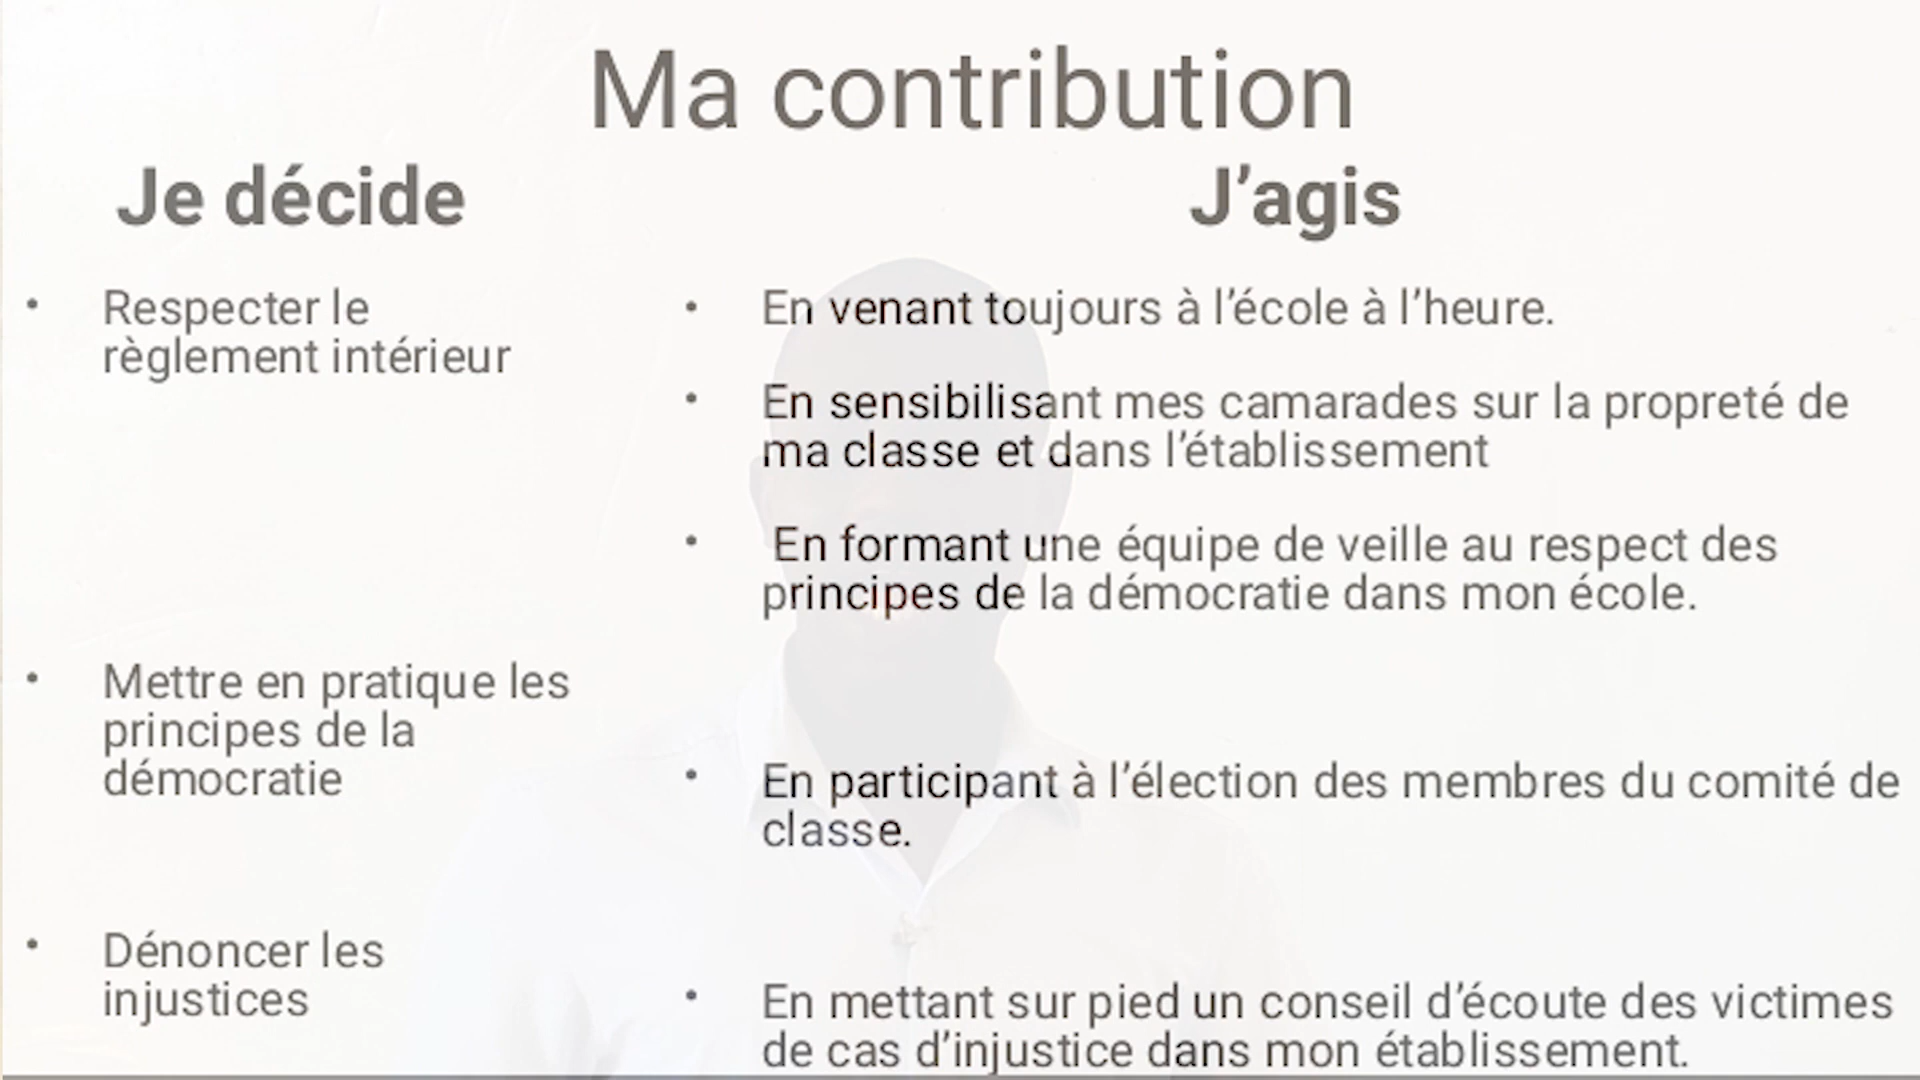 Ma contribution
Je décide
J’agis
• Respecter le
règlement intérieur
• En venant toujours à l’école à l’heure.
• En sensibilisant mes camarades sur la propreté de
ma classe et dans l’établissement
• En formant une équipe de veille au respect des
principes de la démocratie dans mon école.
• Mettre en pratique les
principes de la
démocratie
• En participant à l’élection des membres du comité de
classe.
• Dénoncer les
injustices
• En mettant sur pied un conseil d’écoute des victimes
de cas d’injustice dans mon établissement.